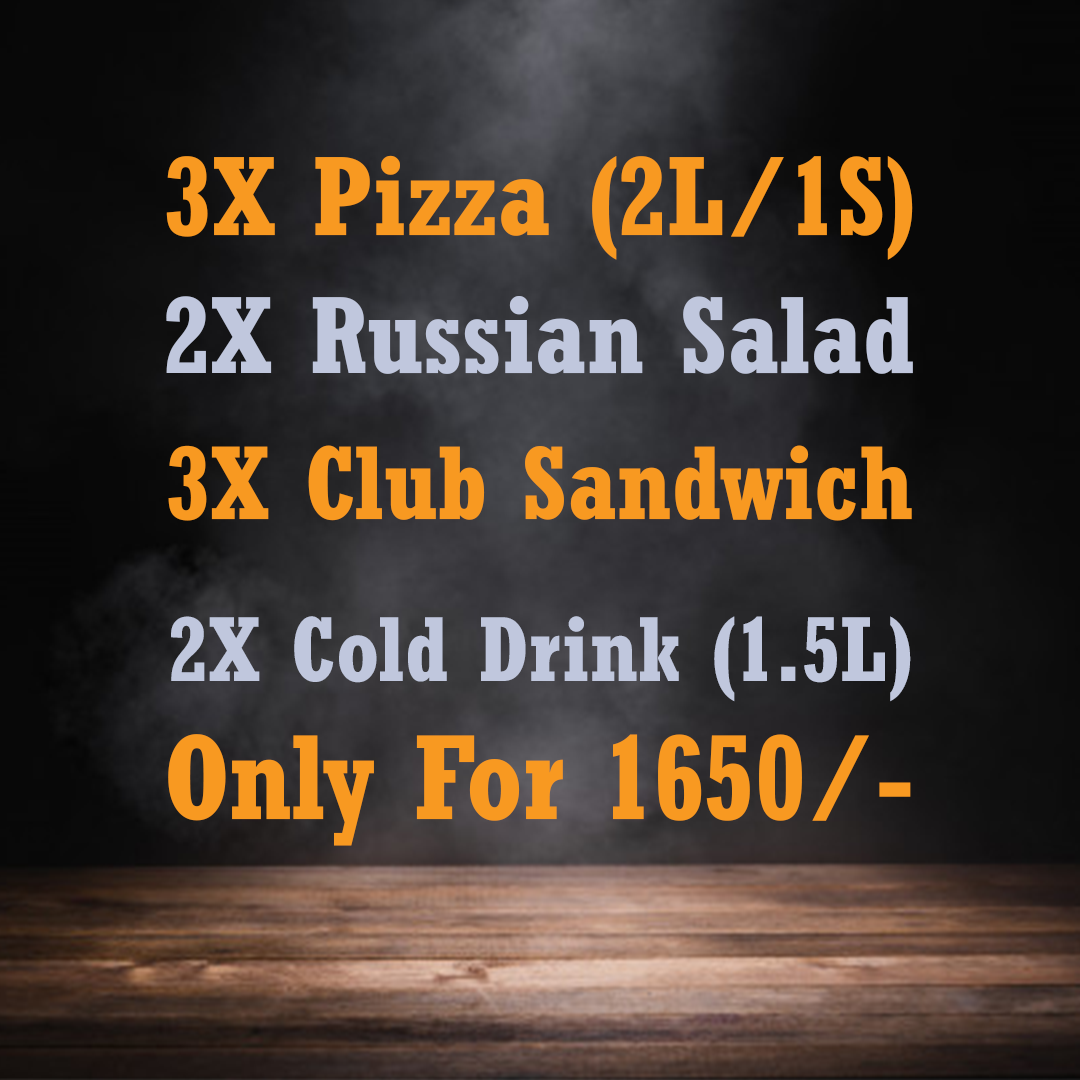 3X Pizza (2L/1S)
2X Russian Salad
3X Club Sandwich
2X Cold Drink (1.5L)
Only For 1650/-